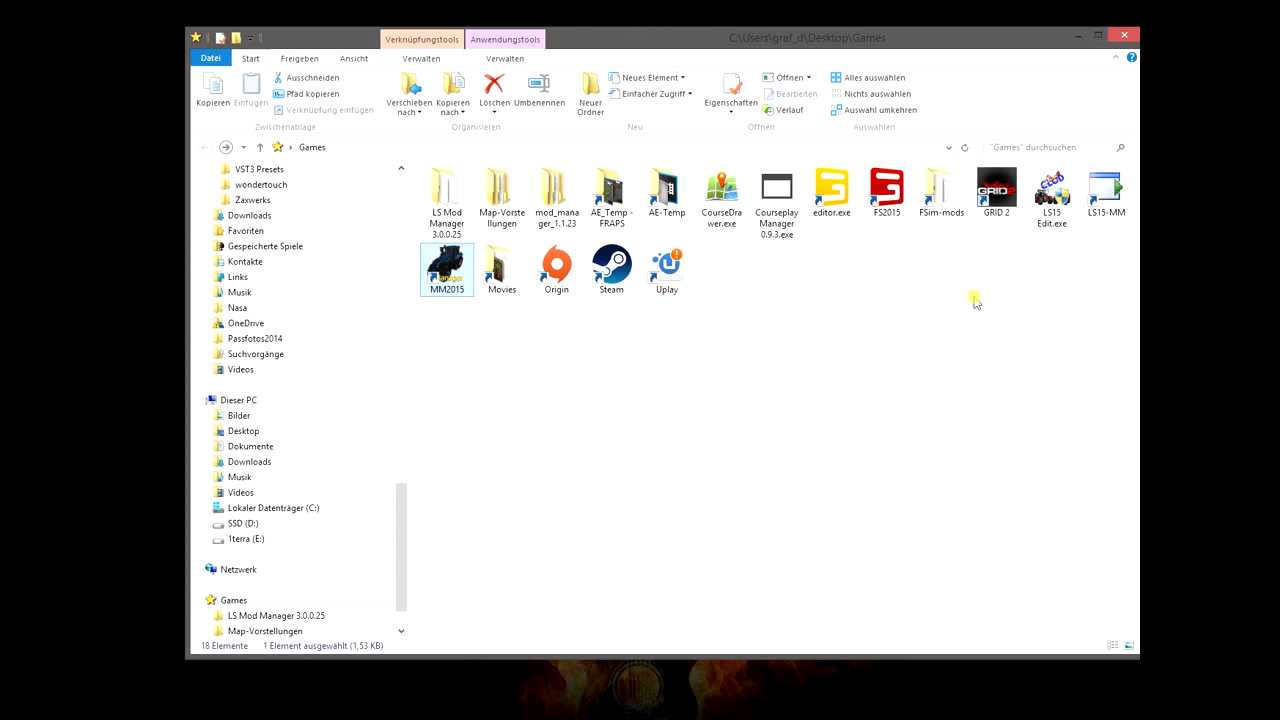 Verknüpfungstools Anwendungstools C:\Users\graf_d\Desktop\Games
Datei Start Freigeben Ansicht Verwalten Verwalten
Kopieren
Einfügen
Ausschneiden
Pfad kopieren
Verknüpfung einfügen
Zwischenablage
Verschieben nach
Kopieren nach
Löschen
Umbenennen
Organisieren
Neuer Ordner
Neues Element
Einfacher Zugriff
Neu
Eigenschaften
Öffnen
Bearbeiten
Verlauf
Öffnen
Alles auswählen
Nichts auswählen
Auswahl umkehren
Auswählen
Games
"Games" durchsuchen
VST3 Presets
wondertouch
Zaxwerks
Downloads
Favoriten
Gespeicherte Spiele
Kontakte
Links
Musik
Nasa
OneDrive
Passfotos2014
Suchvorgänge
Videos
Dieser PC
Bilder
Desktop
Dokumente
Downloads
Musik
Videos
Lokaler Datenträger (C:)
SSD (D:)
1terra (E:)
Netzwerk
Games
LS Mod Manager 3.0.0.25
Map-Vorstellungen
LS Mod
Manager
3.0.0.25
Map-Vorste
llungen
mod_mana
ger_1.1.23
AE_Temp -
FRAPS
AE-Temp
CourseDra
wer.exe
Courseplay
Manager
0.9.3.exe
editor.exe
FS2015
FSim-mods
GRID 2
LS15
Edit.exe
LS15-MM
MM2015
Movies
Origin
Steam
Uplay
18 Elemente 1 Element ausgewählt (1,53 KB)